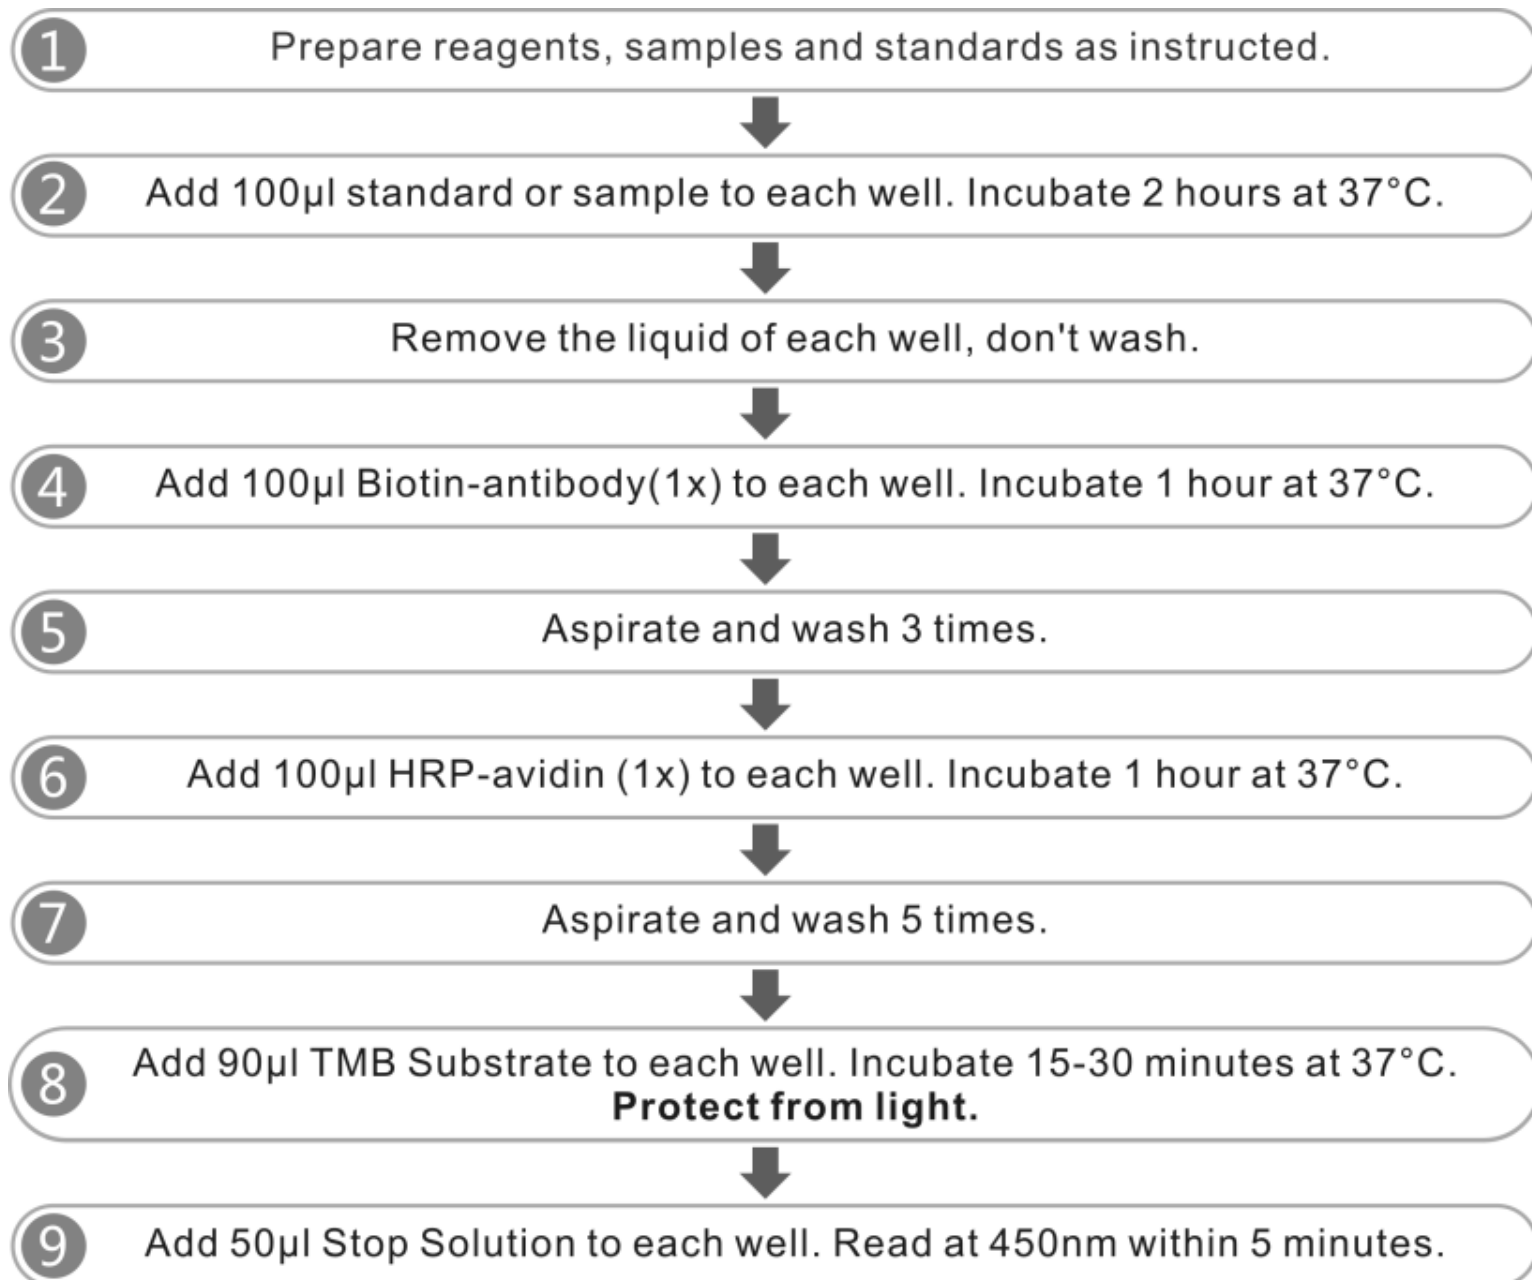 1 Prepare reagents, samples and standards as instructed.
2 Add 100µl standard or sample to each well. Incubate 2 hours at 37°C.
3 Remove the liquid of each well, don't wash.
4 Add 100µl Biotin-antibody(1x) to each well. Incubate 1 hour at 37°C.
5 Aspirate and wash 3 times.
6 Add 100µl HRP-avidin (1x) to each well. Incubate 1 hour at 37°C.
7 Aspirate and wash 5 times.
8 Add 90µl TMB Substrate to each well. Incubate 15-30 minutes at 37°C.
Protect from light.
9 Add 50µl Stop Solution to each well. Read at 450nm within 5 minutes.